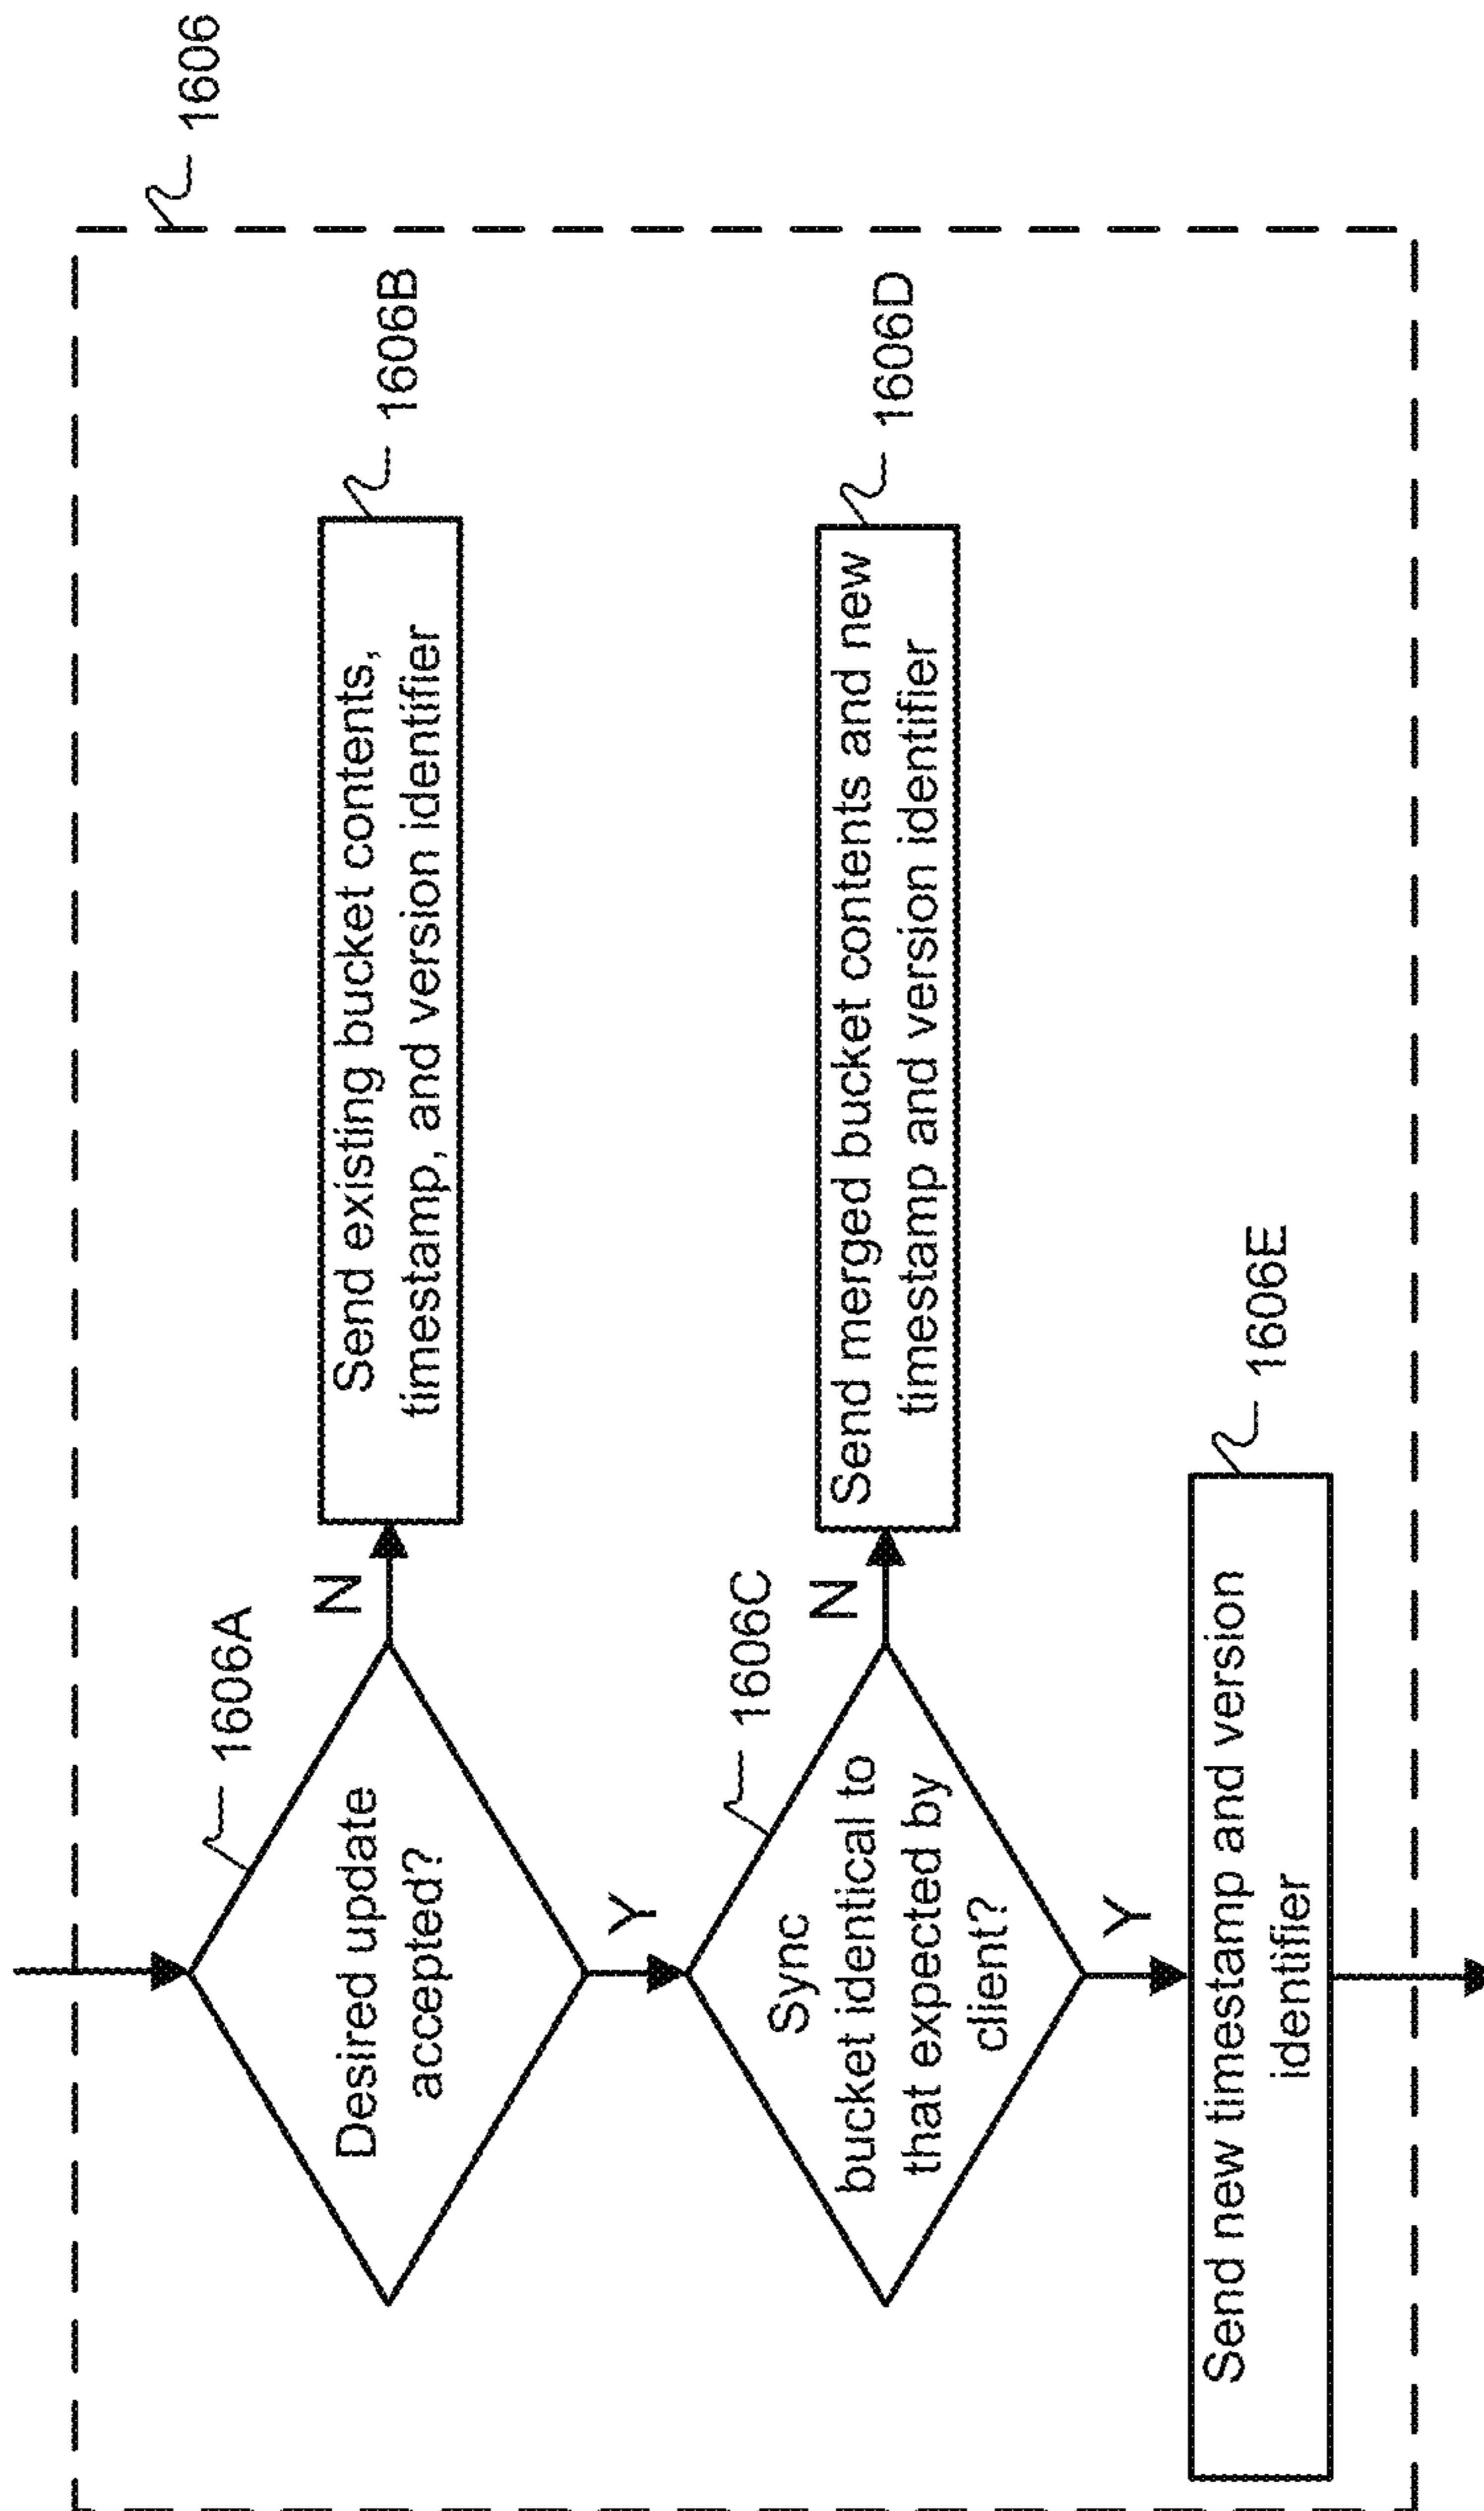 1606
1606A
Desired update
accepted?
N
1606B
Send existing bucket contents,
timestamp, and version identifier
Y
1606C
Sync
bucket identical to
that expected by
client?
N
1606D
Send merged bucket contents and new
timestamp and version identifier
Y
1606E
Send new timestamp and version
identifier